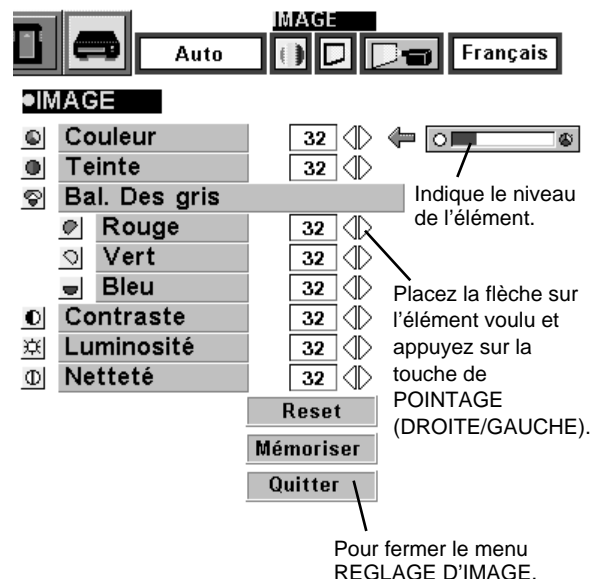 IMAGE
Auto
Français
•IMAGE
Couleur 32
Teinte 32
Bal. Des gris
Rouge 32
Vert 32
Bleu 32
Contraste 32
Luminosité 32
Netteté 32
Reset
Mémoriser
Quitter
Indique le niveau
de l’élément.
Placez la flèche sur
l’élément voulu et
appuyez sur la
touche de
POINTAGE
(DROITE/GAUCHE).
Pour fermer le menu
REGLAGE D’IMAGE.